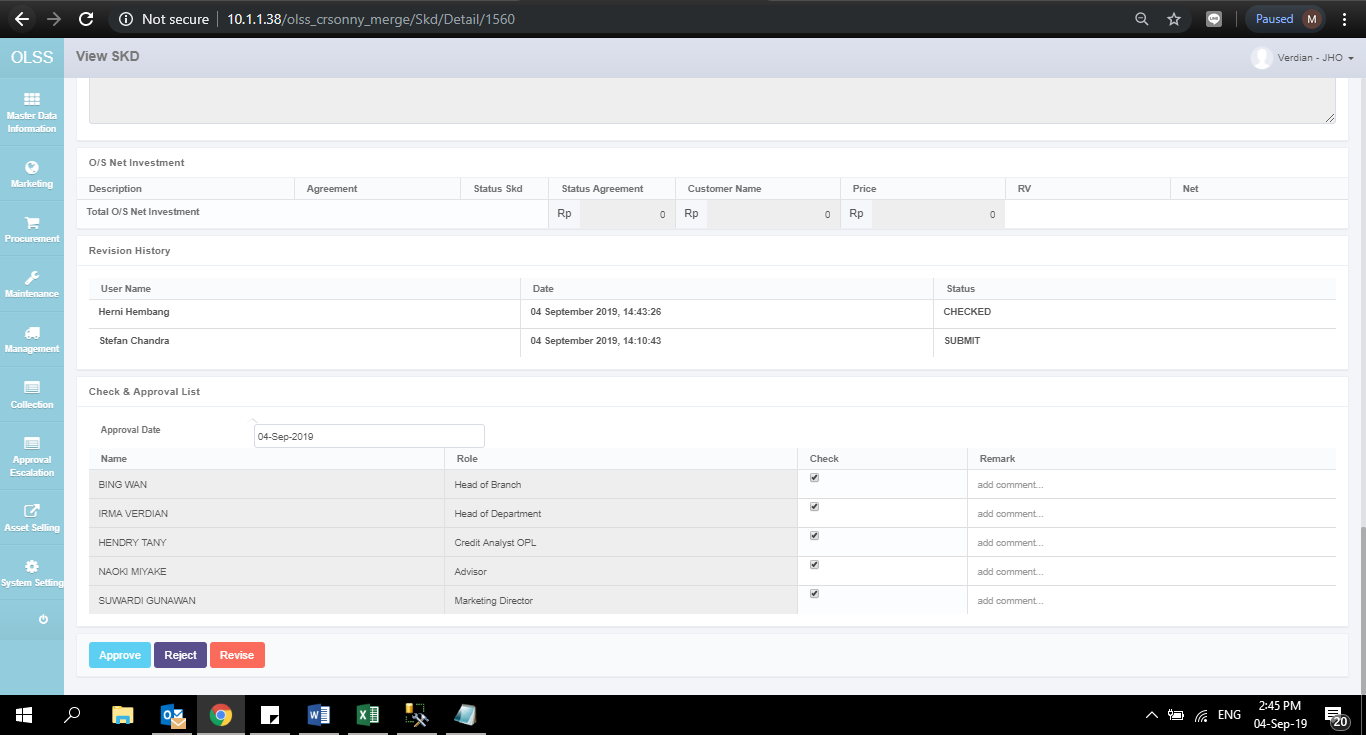 Not secure | 10.1.1.38/olss_crsonny_merge/Skd/Detail/1560 Paused M
OLSS View SKD Verdian - JHO
Master Data
Information
Marketing
Procurement
Maintenance
Management
Collection
Approval
Escalation
Asset Selling
System Setting
O/S Net Investment
Description Agreement Status Skd Status Agreement Customer Name Price RV Net
Total O/S Net Investment Rp 0 Rp 0 Rp 0
Revision History
User Name Date Status
Herni Hembang 04 September 2019, 14:43:26 CHECKED
Stefan Chandra 04 September 2019, 14:10:43 SUBMIT
Check & Approval List
Approval Date 04-Sep-2019
Name Role Check Remark
BING WAN Head of Branch add comment...
IRMA VERDIAN Head of Department add comment...
HENDRY TANY Credit Analyst OPL add comment...
NAOKI MIYAKE Advisor add comment...
SUWARDI GUNAWAN Marketing Director add comment...
Approve Reject Revise
ENG 2:45 PM
04-Sep-19 20